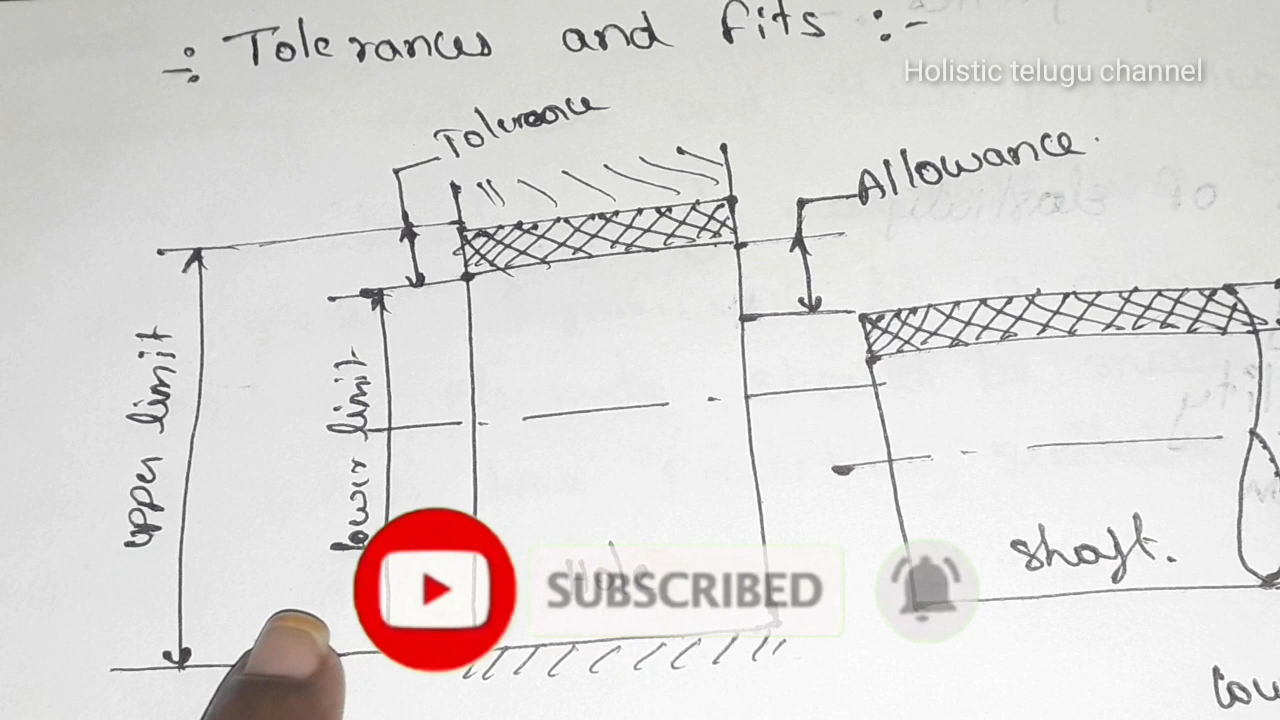 -: Tolerances and fits :-
Holistic telugu channel
Tolerance
Allowance.
upper limit
lower limit
SUBSCRIBED
shaft.